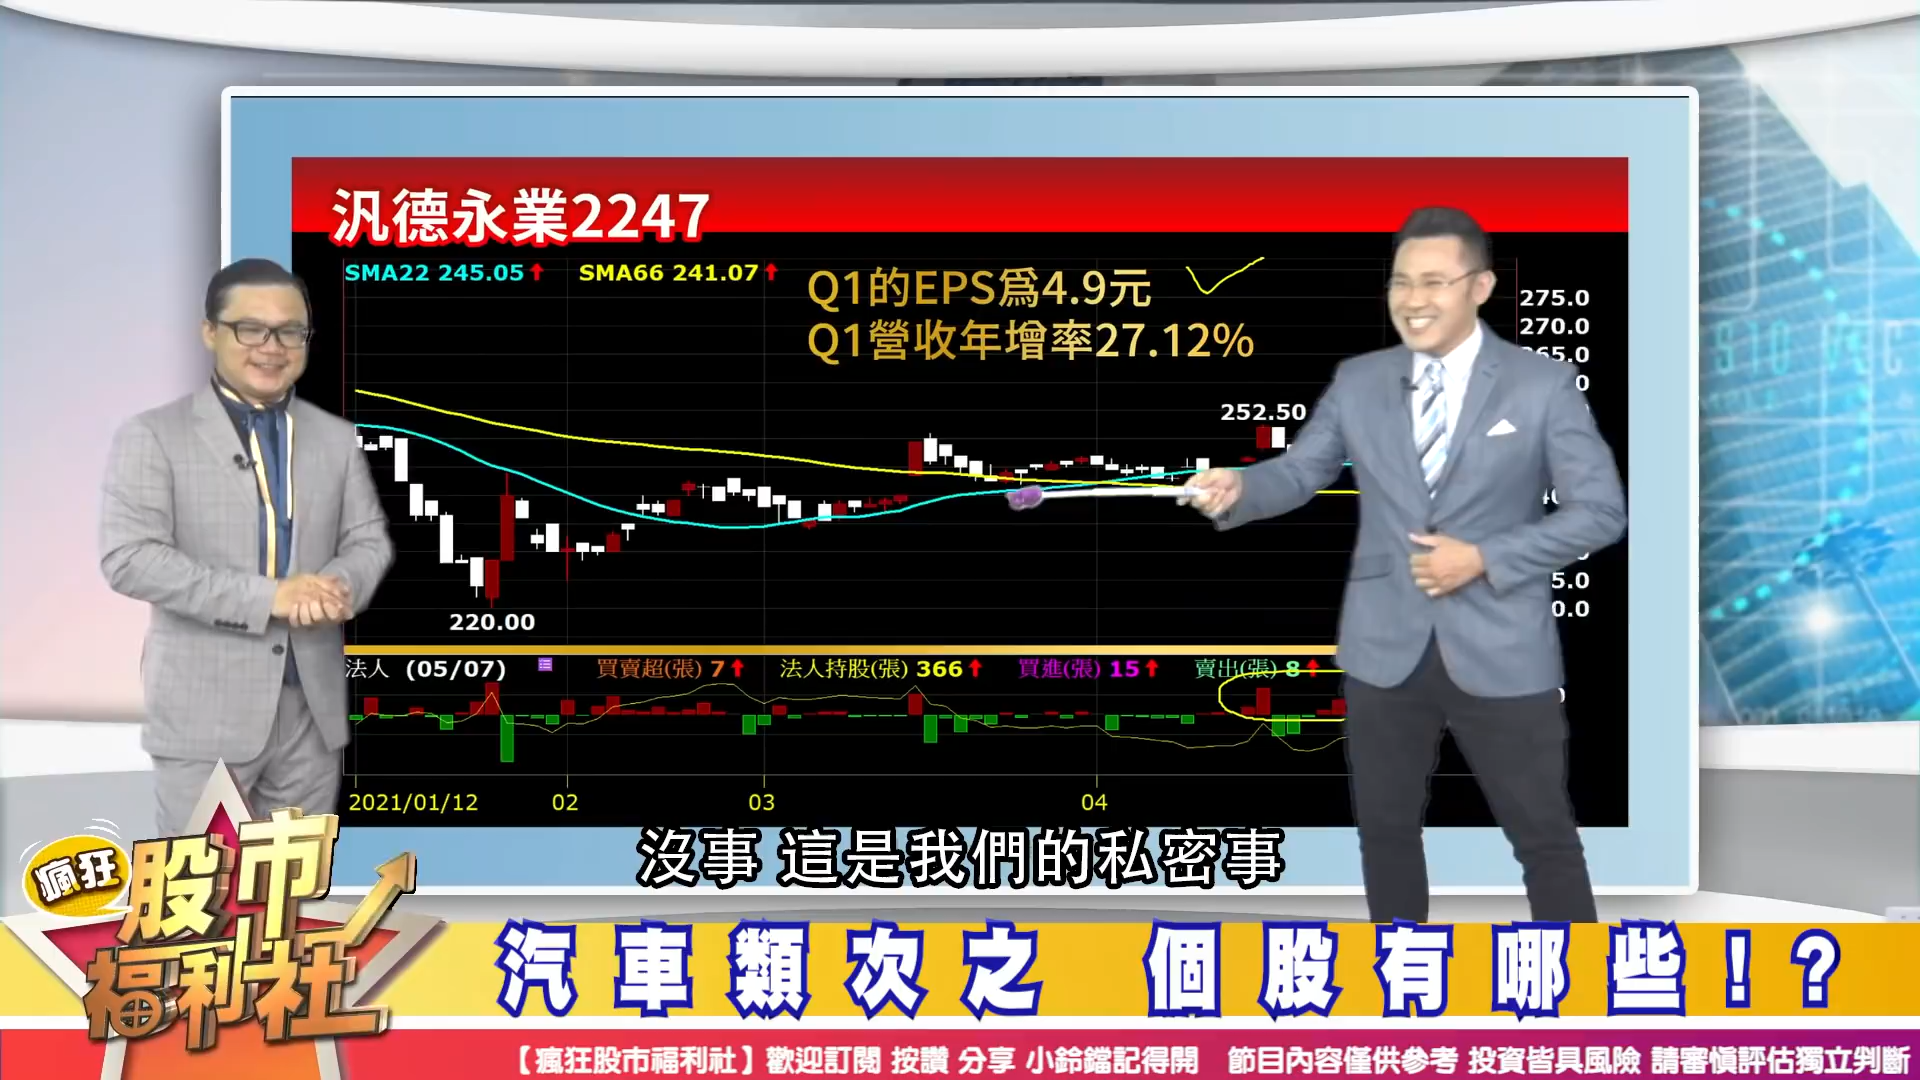 汎德永業2247
SMA22 245.05↑ SMA66 241.07↑
Q1的EPS為4.9元
Q1營收年增率27.12%
275.0
270.0
252.50
220.00
法人 (05/07) 買賣超(張) 7↑ 法人持股(張) 366↑ 買進(張) 15↑ 賣出(張) 8↑
2021/01/12 02 03 04
沒事 這是我們的私密事
瘋狂
股市
福利社
汽車類次之 個股有哪些!?
【瘋狂股市福利社】歡迎訂閱 按讚 分享 小鈴鐺記得開 節目內容僅供參考 投資皆具風險 請審慎評估獨立判斷